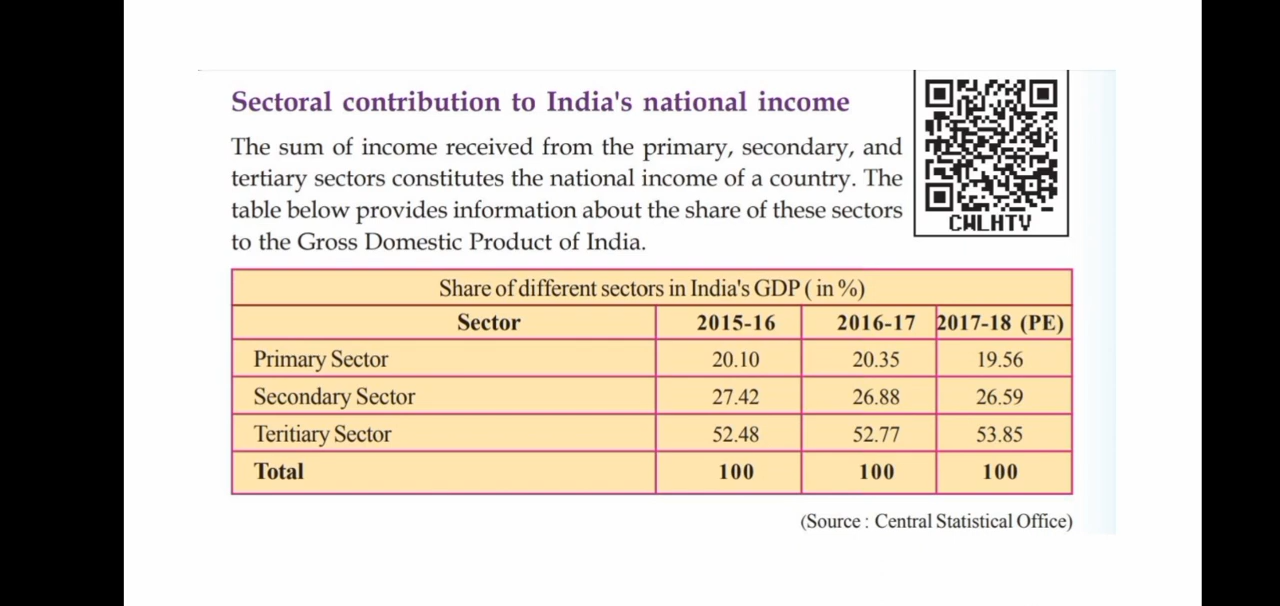 Sectoral contribution to India's national income
The sum of income received from the primary, secondary, and
tertiary sectors constitutes the national income of a country. The
table below provides information about the share of these sectors
to the Gross Domestic Product of India.
CWLHTV
Share of different sectors in India's GDP ( in %)
Sector 2015-16 2016-17 2017-18 (PE)
Primary Sector 20.10 20.35 19.56
Secondary Sector 27.42 26.88 26.59
Teritiary Sector 52.48 52.77 53.85
Total 100 100 100
(Source : Central Statistical Office)